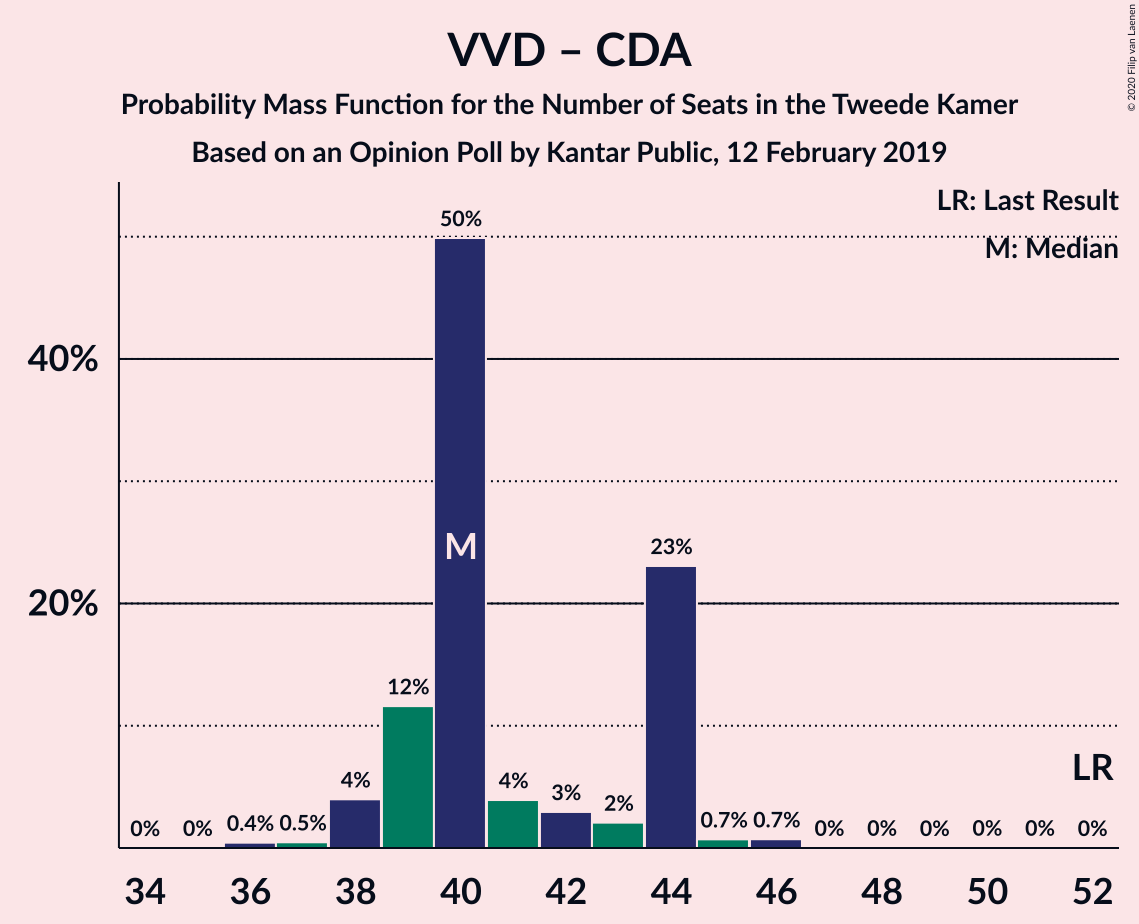 VVD – CDA
Probability Mass Function for the Number of Seats in the Tweede Kamer
Based on an Opinion Poll by Kantar Public, 12 February 2019
© 2020 Filip van Laenen
LR: Last Result
M: Median
50%
40%
M
23%
20%
12%
LR
4%
4%
3%
2%
0% 0% 0.4% 0.5% 0.7% 0.7% 0% 0% 0% 0% 0% 0%
34 36 38 40 42 44 46 48 50 52